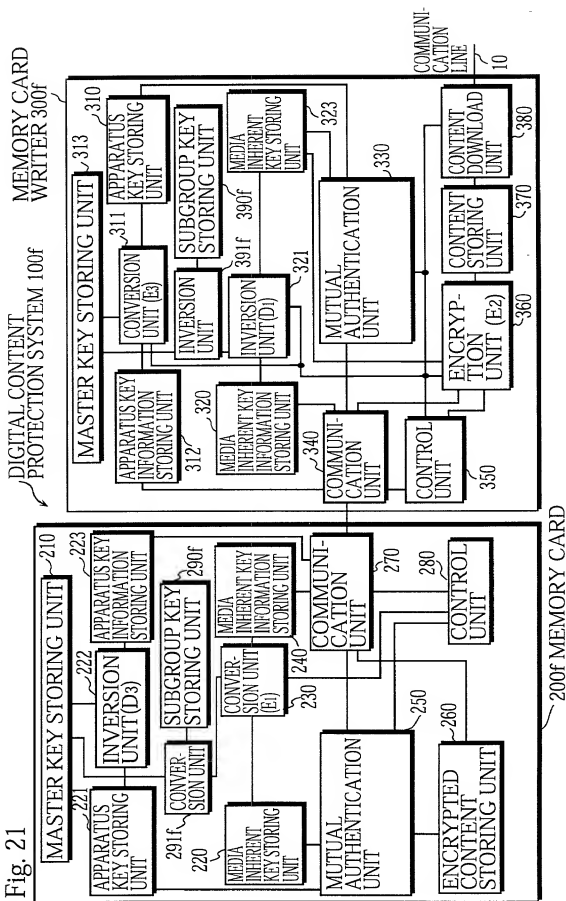 Fig. 21
DIGITAL CONTENT
PROTECTION SYSTEM 100f
MEMORY CARD
WRITER 300f
210
MASTER KEY STORING UNIT
221
APPARATUS
KEY STORING
UNIT
222
INVERSION
UNIT(D3)
223
APPARATUS KEY
INFORMATION
STORING UNIT
CONVER-
SION UNIT
291f
SUBGROUP KEY
STORING UNIT
290f
220
MEDIA
INHERENT KEY
STORING UNIT
CONVER-
SION UNIT
(E1)
230
MEDIA
INHERENT KEY
INFORMATION
STORING UNIT
240
MUTUAL
AUTHENTICATION
UNIT
250
COMMUNI-
CATION
UNIT
270
ENCRYPTED
CONTENT
STORING UNIT
260
CONTROL
UNIT
280
200f MEMORY CARD
MASTER KEY STORING UNIT
313
APPARATUS KEY
INFORMATION
STORING UNIT
312
CONVERSION
UNIT (E3)
311
APPARATUS
KEY STORING
UNIT
310
INVERSION
UNIT
391f
SUBGROUP KEY
STORING UNIT
390f
320
MEDIA
INHERENT KEY
INFORMATION
STORING UNIT
INVERSION
UNIT(D1)
321
MEDIA
INHERENT KEY
STORING
UNIT
323
340
COMMUNI-
CATION
UNIT
MUTUAL
AUTHENTICATION
UNIT
330
CONTROL
UNIT
350
ENCRYP-
TION
UNIT (E2)
360
CONTENT
STORING
UNIT
370
CONTENT
DOWNLOAD
UNIT
380
COMMUNI-
CATION
LINE
10